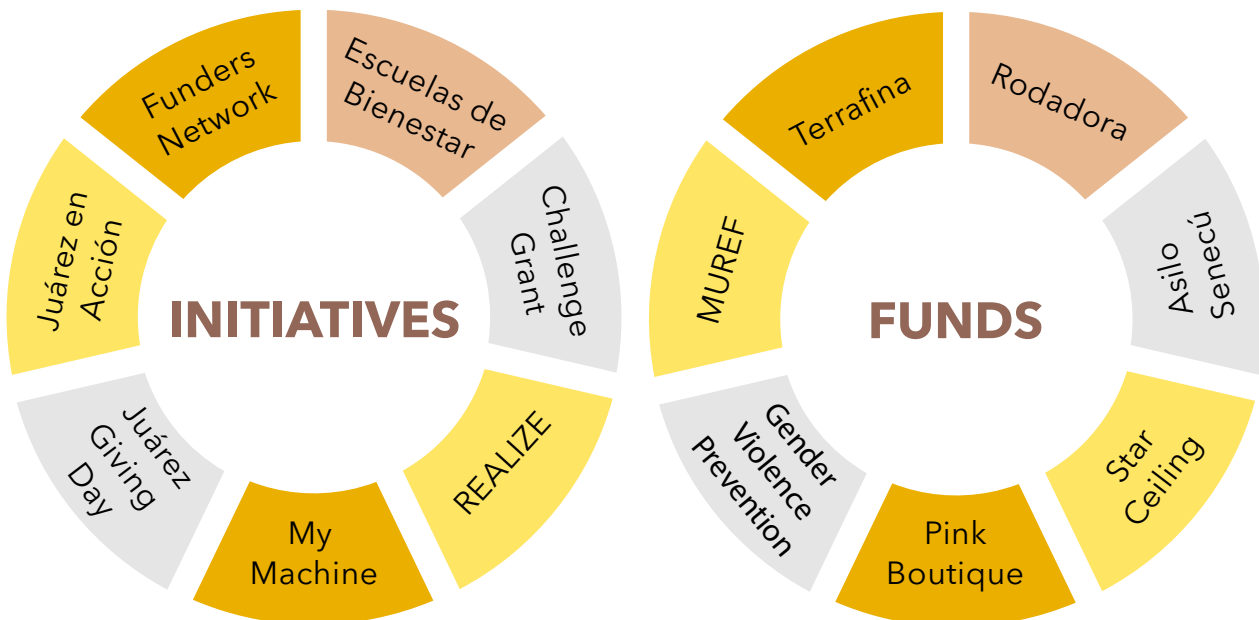 INITIATIVES
Funders
Network
Escuelas de
Bienestar
Challenge
Grant
REALIZE
My
Machine
Juárez
Giving
Day
Juárez en
Acción
FUNDS
Terrafina
Rodadora
Asilo
Senecú
Star
Ceiling
Pink
Boutique
Gender
Violence
Prevention
MUREF